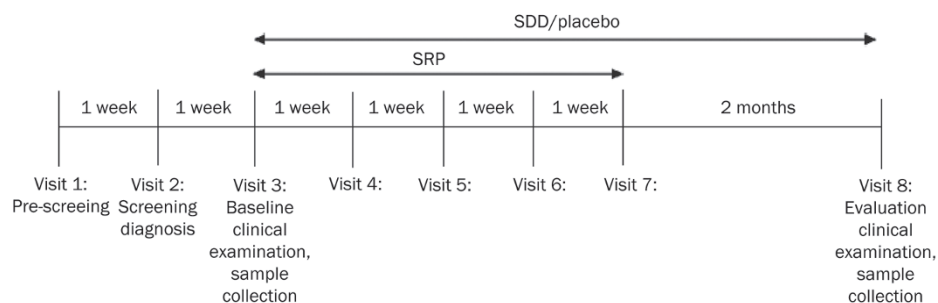 SDD/placebo
SRP
1 week 1 week 1 week 1 week 1 week 1 week 2 months
Visit 1:
Pre-screeing
Visit 2:
Screening
diagnosis
Visit 3:
Baseline
clinical
examination,
sample
collection
Visit 4:
Visit 5:
Visit 6:
Visit 7:
Visit 8:
Evaluation
clinical
examination,
sample
collection